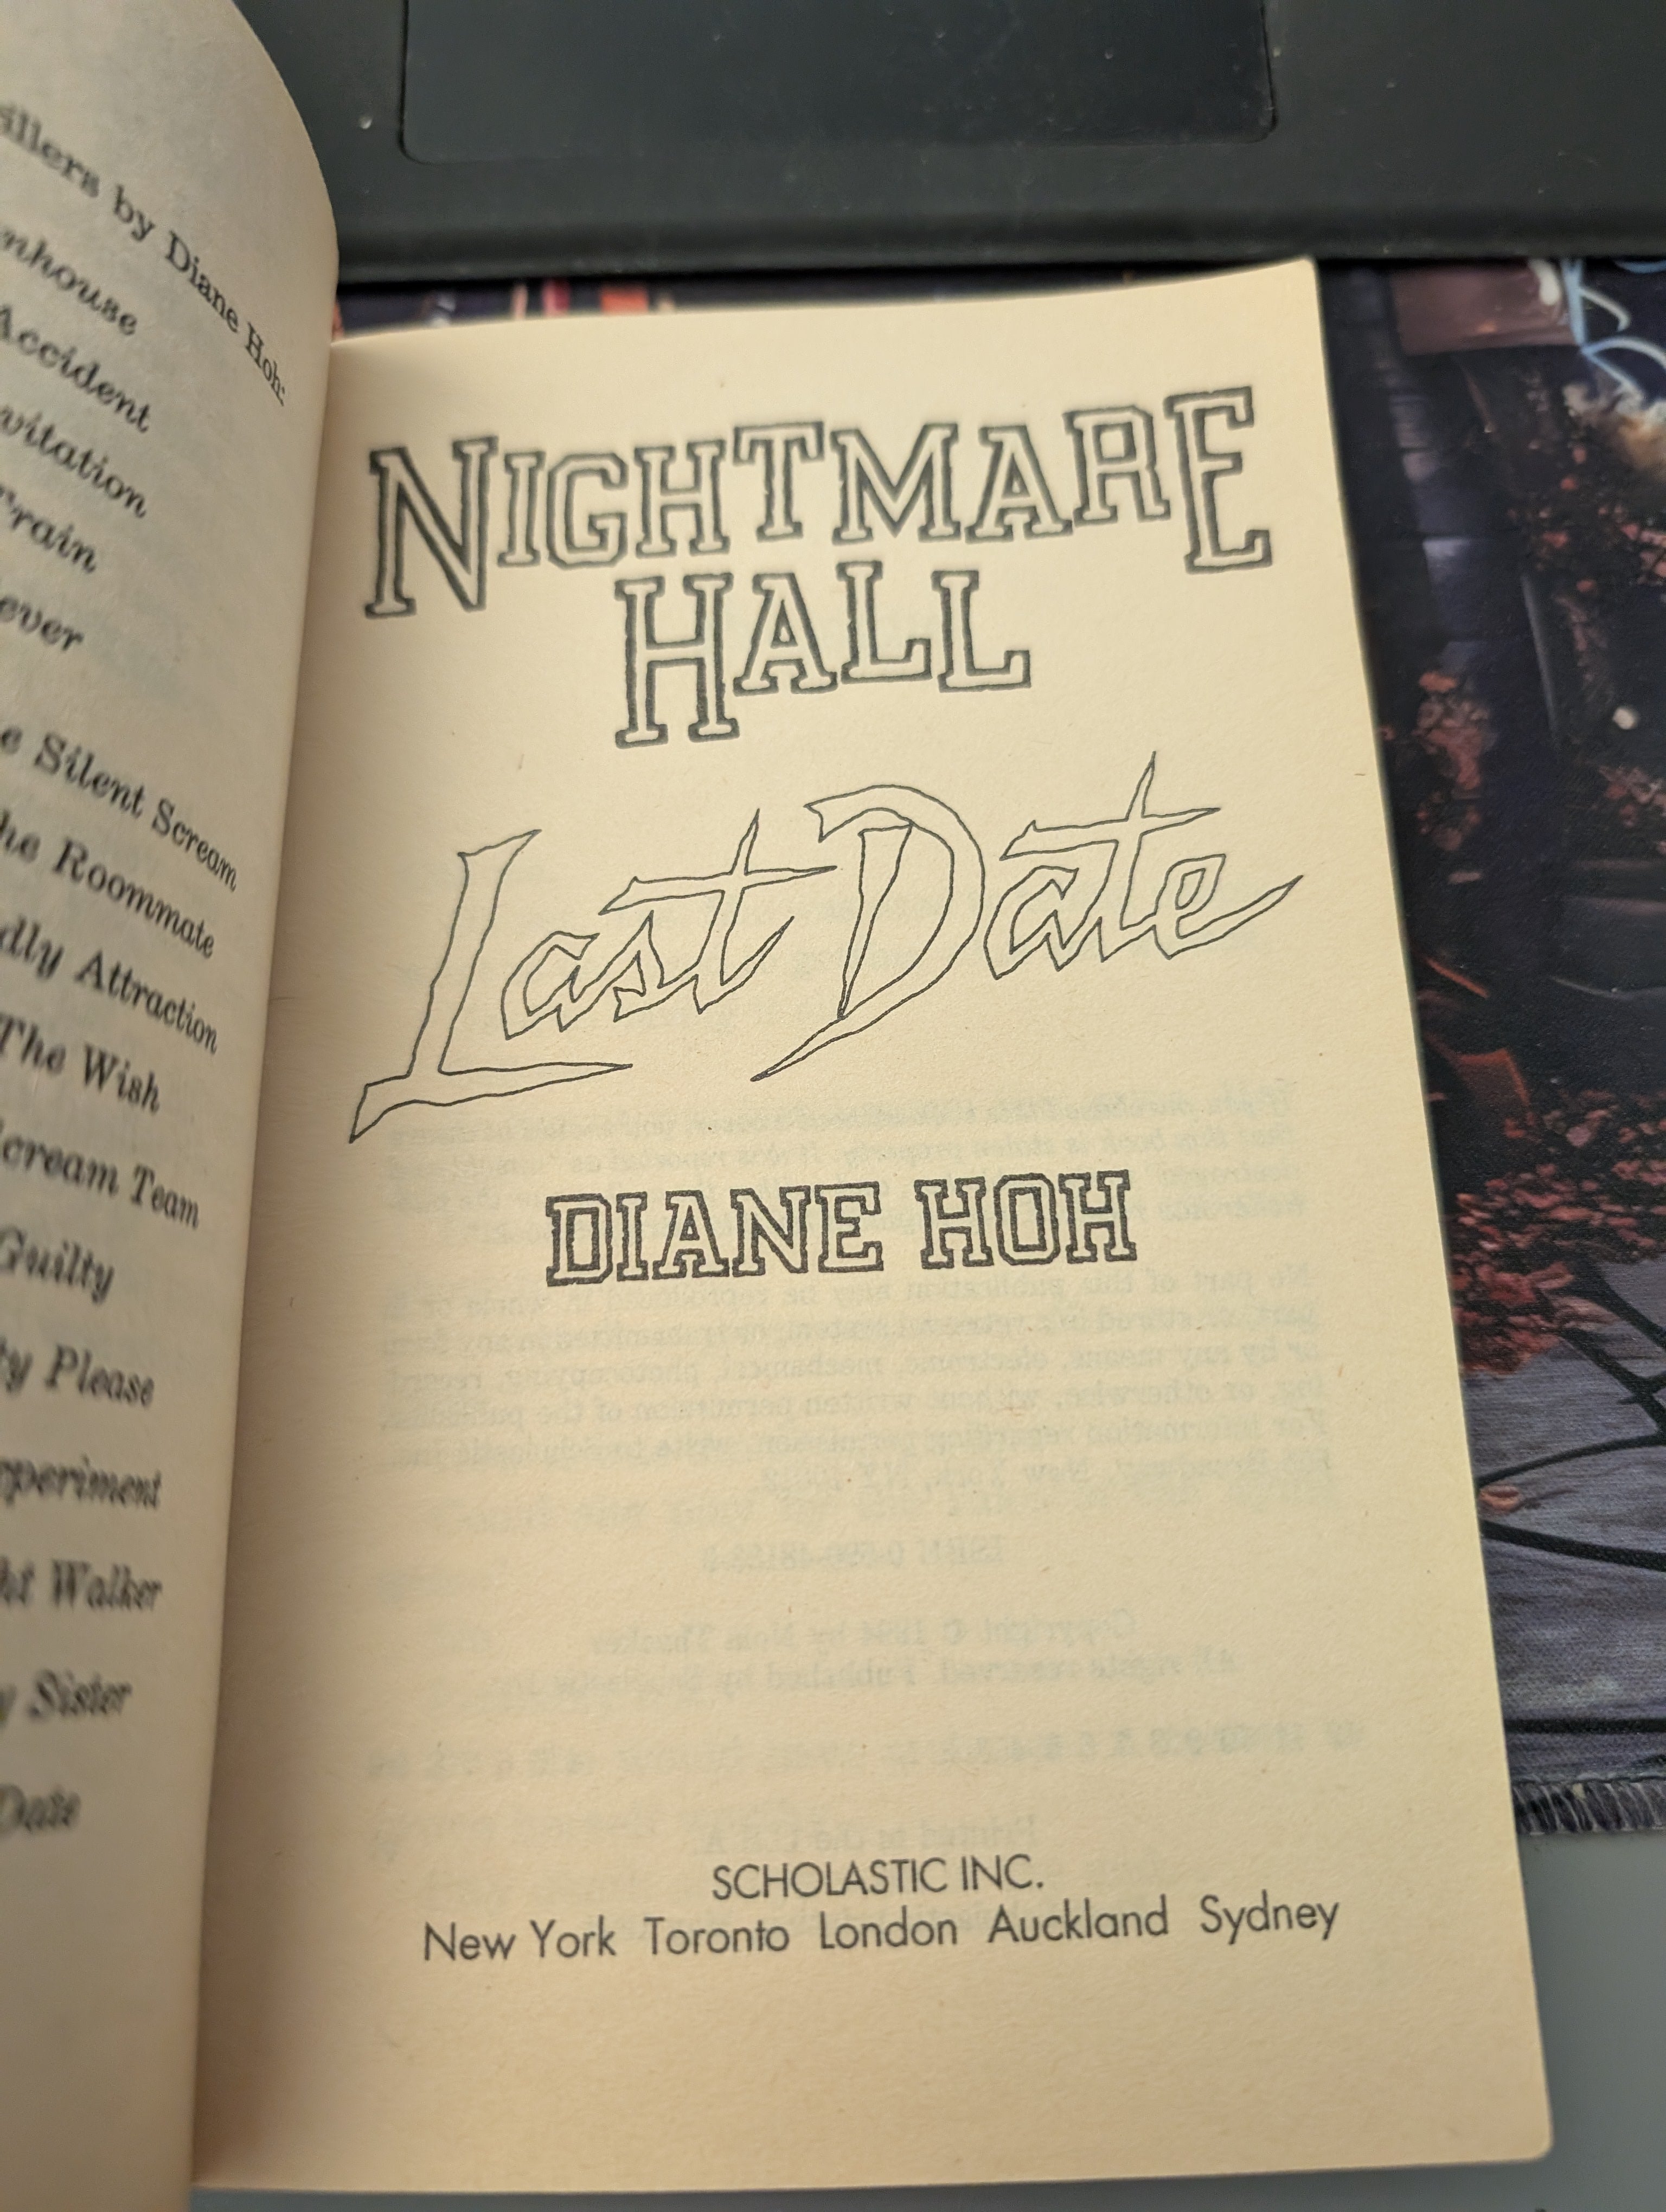 illers by Diane Hoh:
nhouse
Accident
vitation
Train
ever
e Silent Scream
he Roommate
dly Attraction
The Wish
Scream Team
Guilty
ty Please
xperiment
ht Walker
y Sister
Date
NIGHTMARE
HALL
Last Date
DIANE HOH
SCHOLASTIC INC.
New York Toronto London Auckland Sydney